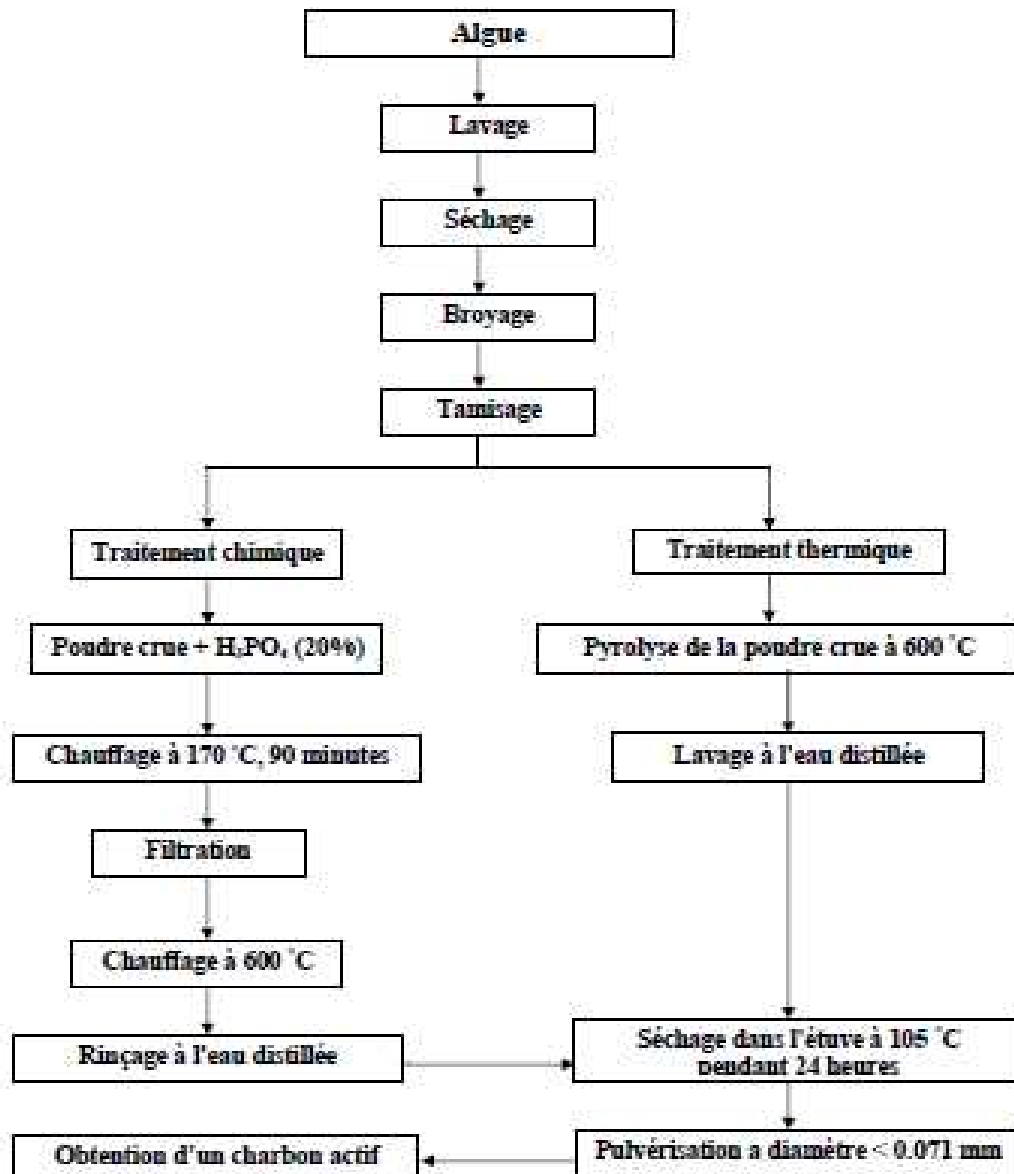 Algue
Lavage
Séchage
Broyage
Tamisage
Traitement chimique
Traitement thermique
Poudre crue + H₃PO₄ (20%)
Pyrolyse de la poudre crue à 600 °C
Chauffage à 170 °C, 90 minutes
Lavage à l'eau distillée
Filtration
Chauffage à 600 °C
Rinçage à l'eau distillée
Séchage dans l'étuve à 105 °C
pendant 24 heures
Pulvérisation a diamètre < 0.071 mm
Obtention d'un charbon actif